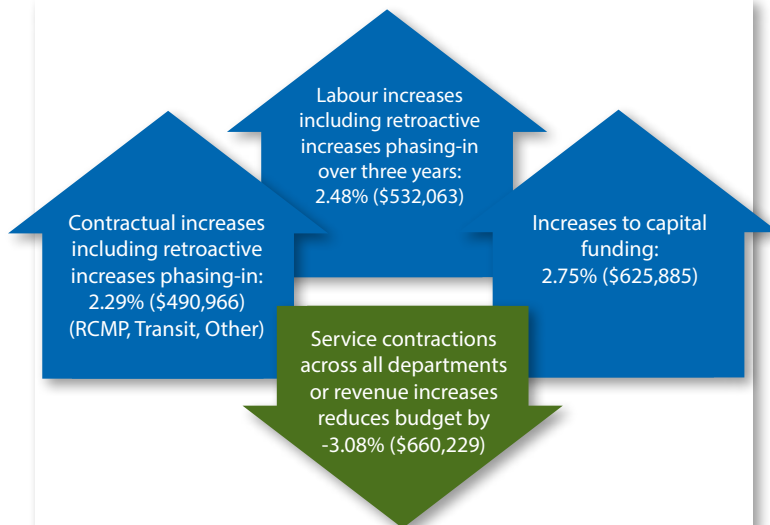 Labour increases
including retroactive
increases phasing-in
over three years:
2.48% ($532,063)
Contractual increases
including retroactive
increases phasing-in:
2.29% ($490,966)
(RCMP, Transit, Other)
Increases to capital
funding:
2.75% ($625,885)
Service contractions
across all departments
or revenue increases
reduces budget by
-3.08% ($660,229)